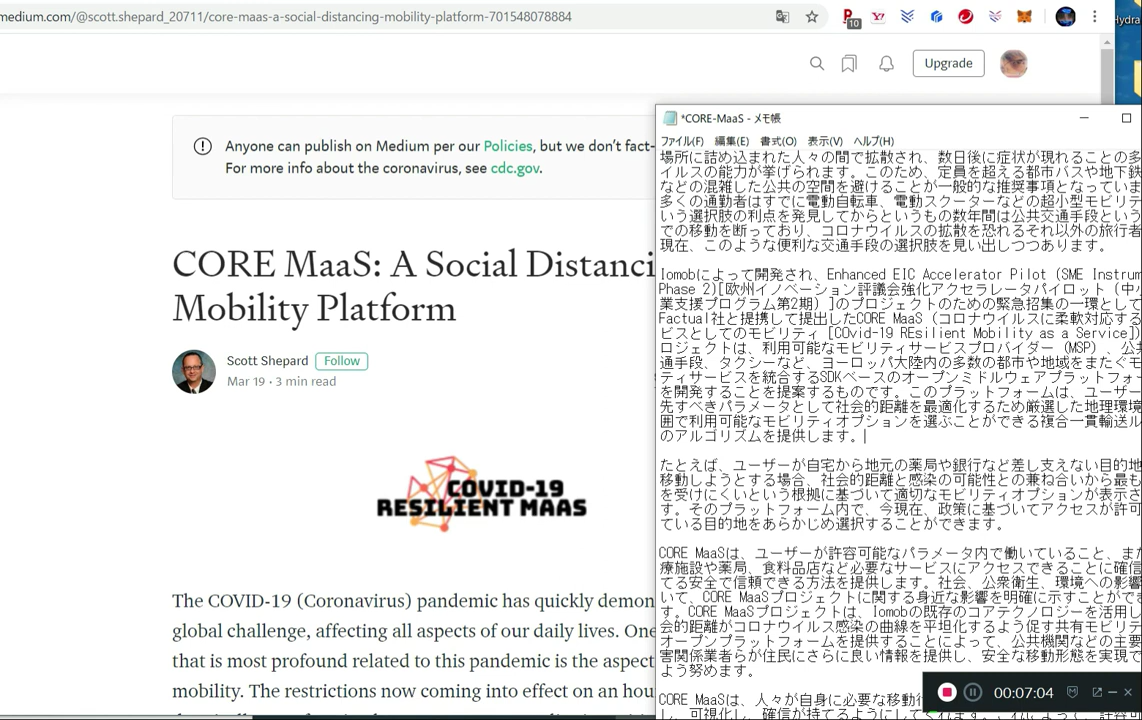 medium.com/@scott.shepard_20711/core-maas-a-social-distancing-mobility-platform-701548078884
10
Hydra
Upgrade
Anyone can publish on Medium per our Policies, but we don't fact-
For more info about the coronavirus, see cdc.gov.
CORE MaaS: A Social Distanci
Mobility Platform
Scott Shepard Follow
Mar 19 · 3 min read
COVID-19
RESILIENT MAAS
The COVID-19 (Coronavirus) pandemic has quickly demon
global challenge, affecting all aspects of our daily lives. One
that is most profound related to this pandemic is the aspect
mobility. The restrictions now coming into effect on an hou
*CORE-MaaS - メモ帳
ファイル(F) 編集(E) 書式(O) 表示(V) ヘルプ(H)
場所に詰め込まれた人々の間で拡散され、数日後に症状が現れることの多
イルスの能力が挙げられます。このため、定員を超える都市バスや地下鉄
などの混雑した公共の空間を避けることが一般的な推奨事項となっていま
多くの通勤者はすでに電動自転車、電動スクーターなどの超小型モビリテ
いう選択肢の利点を発見してからというもの数年間は公共交通手段という
での移動を断っており、コロナウイルスの拡散を恐れるそれ以外の旅行者
現在、このような便利な交通手段の選択肢を見い出しつつあります。
Iomobによって開発され、Enhanced EIC Accelerator Pilot (SME Instrum
Phase 2)[欧州イノベーション評議会強化アクセラレータパイロット（中小
業支援プログラム第2期）]のプロジェクトのための緊急招集の一環として
Factual社と提携して提出したCORE MaaS（コロナウイルスに柔軟対応する
ビスとしてのモビリティ [COvid-19 REsilient Mobility as a Service])
ロジェクトは、利用可能なモビリティサービスプロバイダー（MSP）、公共
通手段、タクシーなど、ヨーロッパ大陸内の多数の都市や地域をまたぐモ
ティサービスを統合するSDKベースのオープンミドルウェアプラットフォー
を開発することを提案するものです。このプラットフォームは、ユーザー
先すべきパラメータとして社会的距離を最適化するため厳選した地理環境
囲で利用可能なモビリティオプションを選ぶことができる複合一貫輸送ル
のアルゴリズムを提供します。
たとえば、ユーザーが自宅から地元の薬局や銀行など差し支えない目的地
移動しようとする場合、社会的距離と感染の可能性との兼ね合いから最も
を受けにくいという根拠に基づいて適切なモビリティオプションが表示さ
す。そのプラットフォーム内で、今現在、政策に基づいてアクセスが許可
ている目的地をあらかじめ選択することができます。
CORE MaaSは、ユーザーが許容可能なパラメータ内で働いていること、また
療施設や薬局、食料品店など必要なサービスにアクセスできることに確信
てる安全で信頼できる方法を提供します。社会、公衆衛生、環境への影響
いて、CORE MaaSプロジェクトに関する身近な影響を明確に示すことができ
す。CORE MaaSプロジェクトは、Iomobの既存のコアテクノロジーを活用し
会的距離がコロナウイルス感染の曲線を平坦化するよう促す共有モビリテ
オープンプラットフォームを提供することによって、公共機関などの主要
害関係業者らが住民にさらに良い情報を提供し、安全な移動形態を実現で
よう努めます。
CORE MaaSは、人々が自身に必要な移動
し、可視化し、確信が持てるようにして
00:07:04